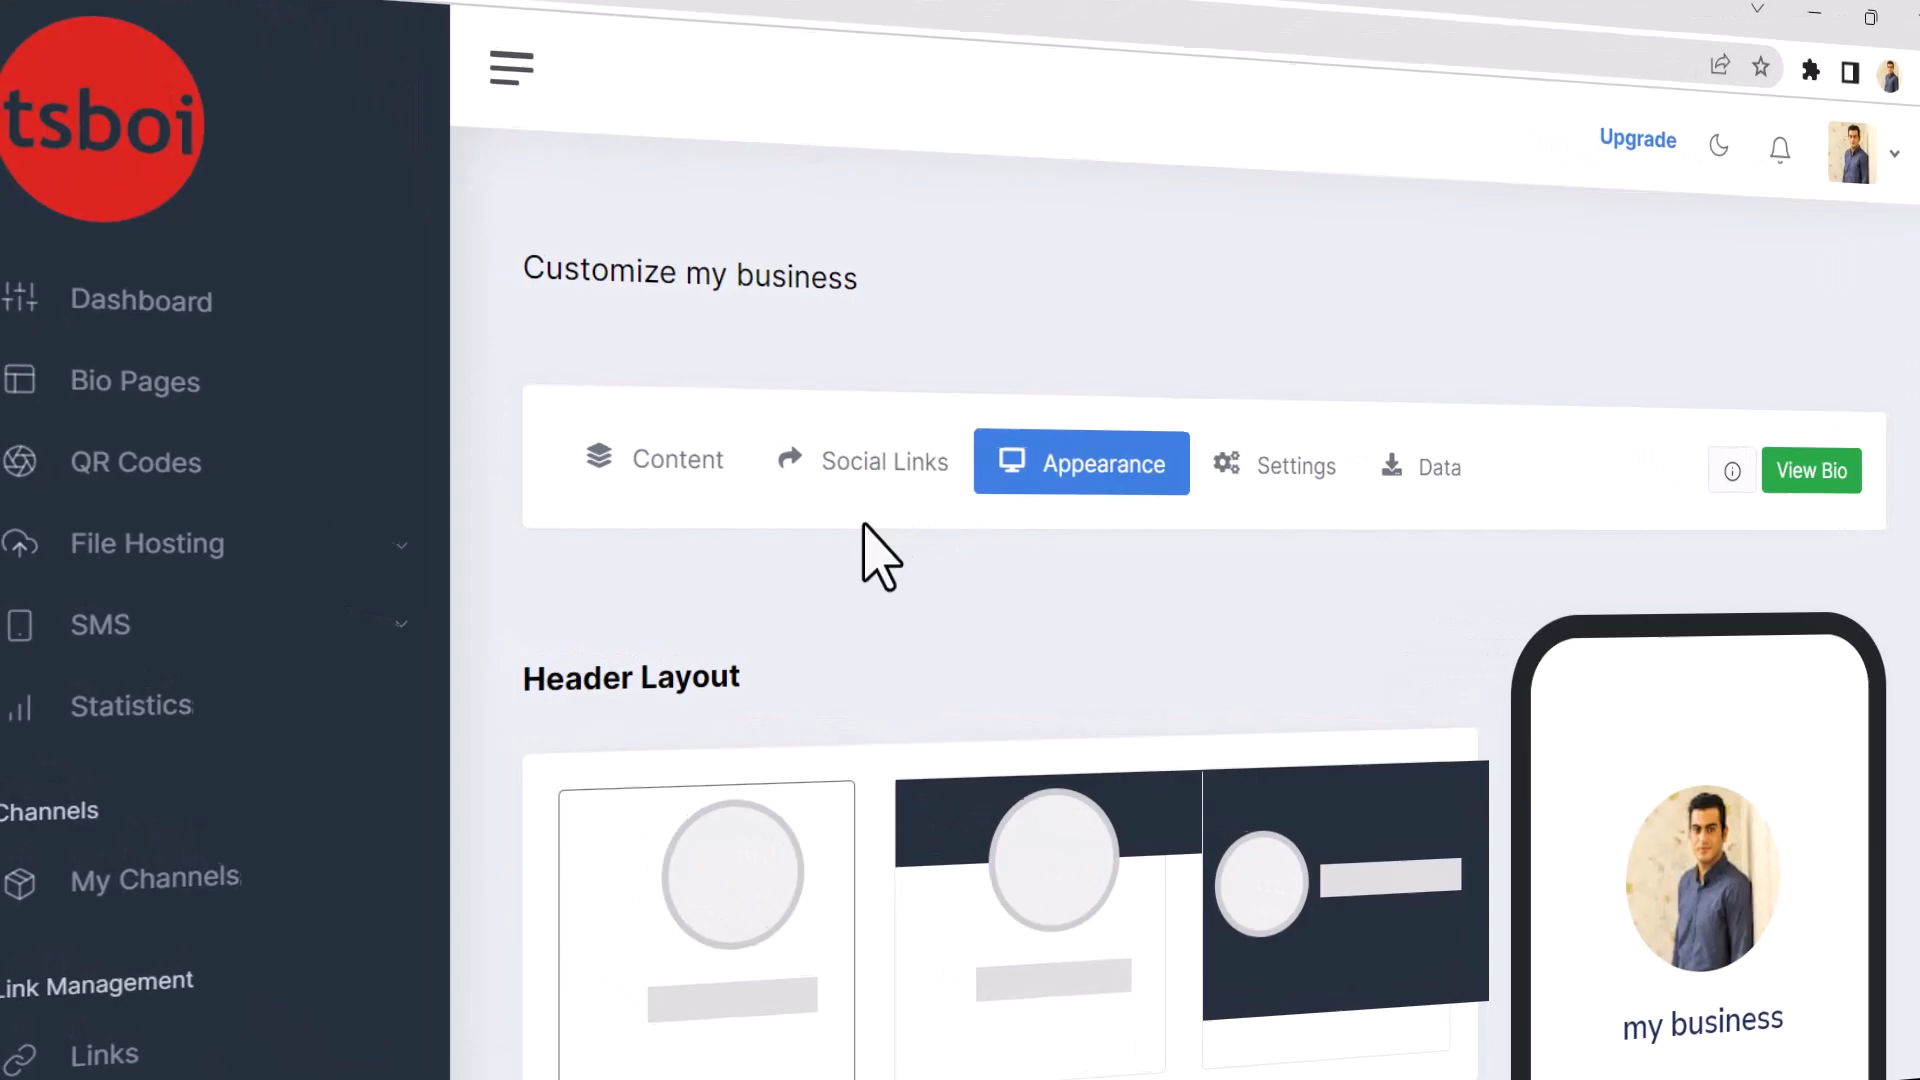 tsboi
Upgrade
Customize my business
Dashboard
Bio Pages
QR Codes
File Hosting
SMS
Statistics
Channels
My Channels
Link Management
Links
Content
Social Links
Appearance
Settings
Data
View Bio
Header Layout
my business